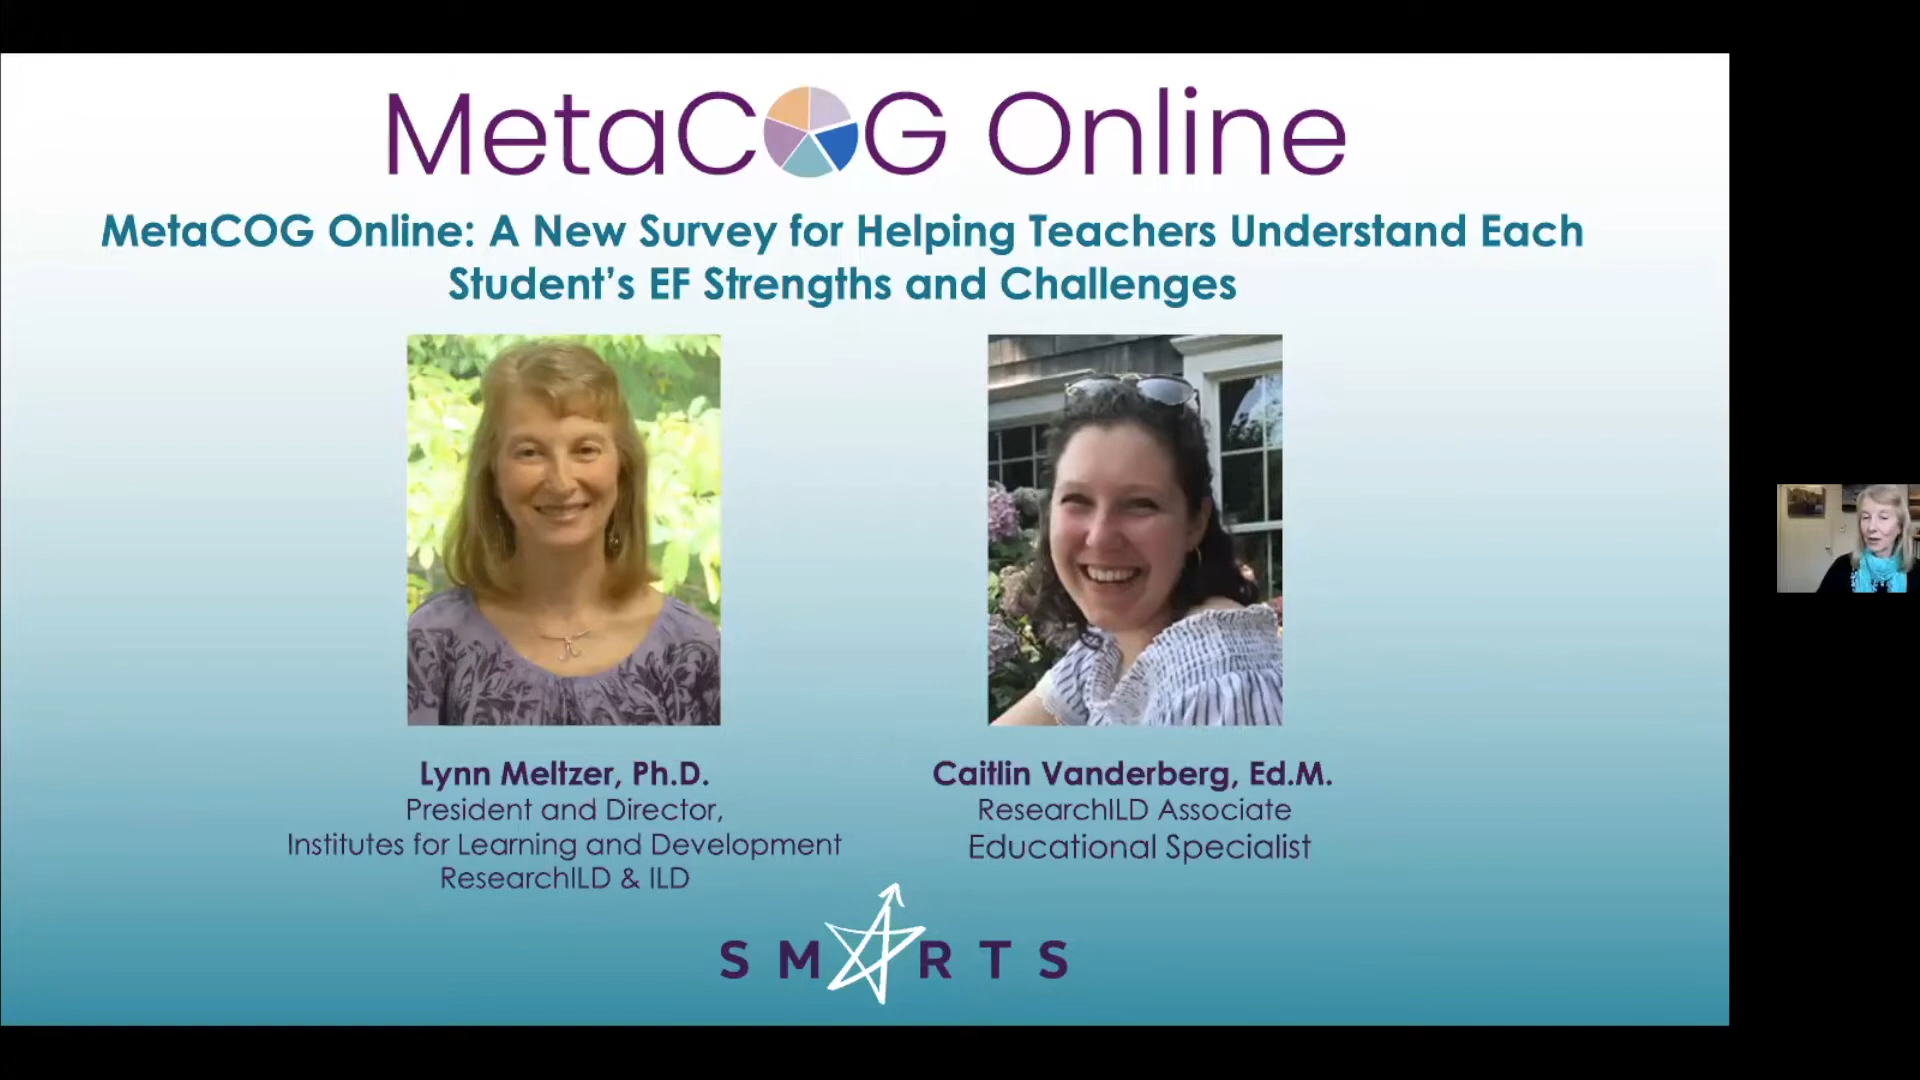 MetaCOG Online
MetaCOG Online: A New Survey for Helping Teachers Understand Each
Student's EF Strengths and Challenges
Lynn Meltzer, Ph.D.
President and Director,
Institutes for Learning and Development
ResearchILD & ILD
Caitlin Vanderberg, Ed.M.
ResearchILD Associate
Educational Specialist
SMARTS